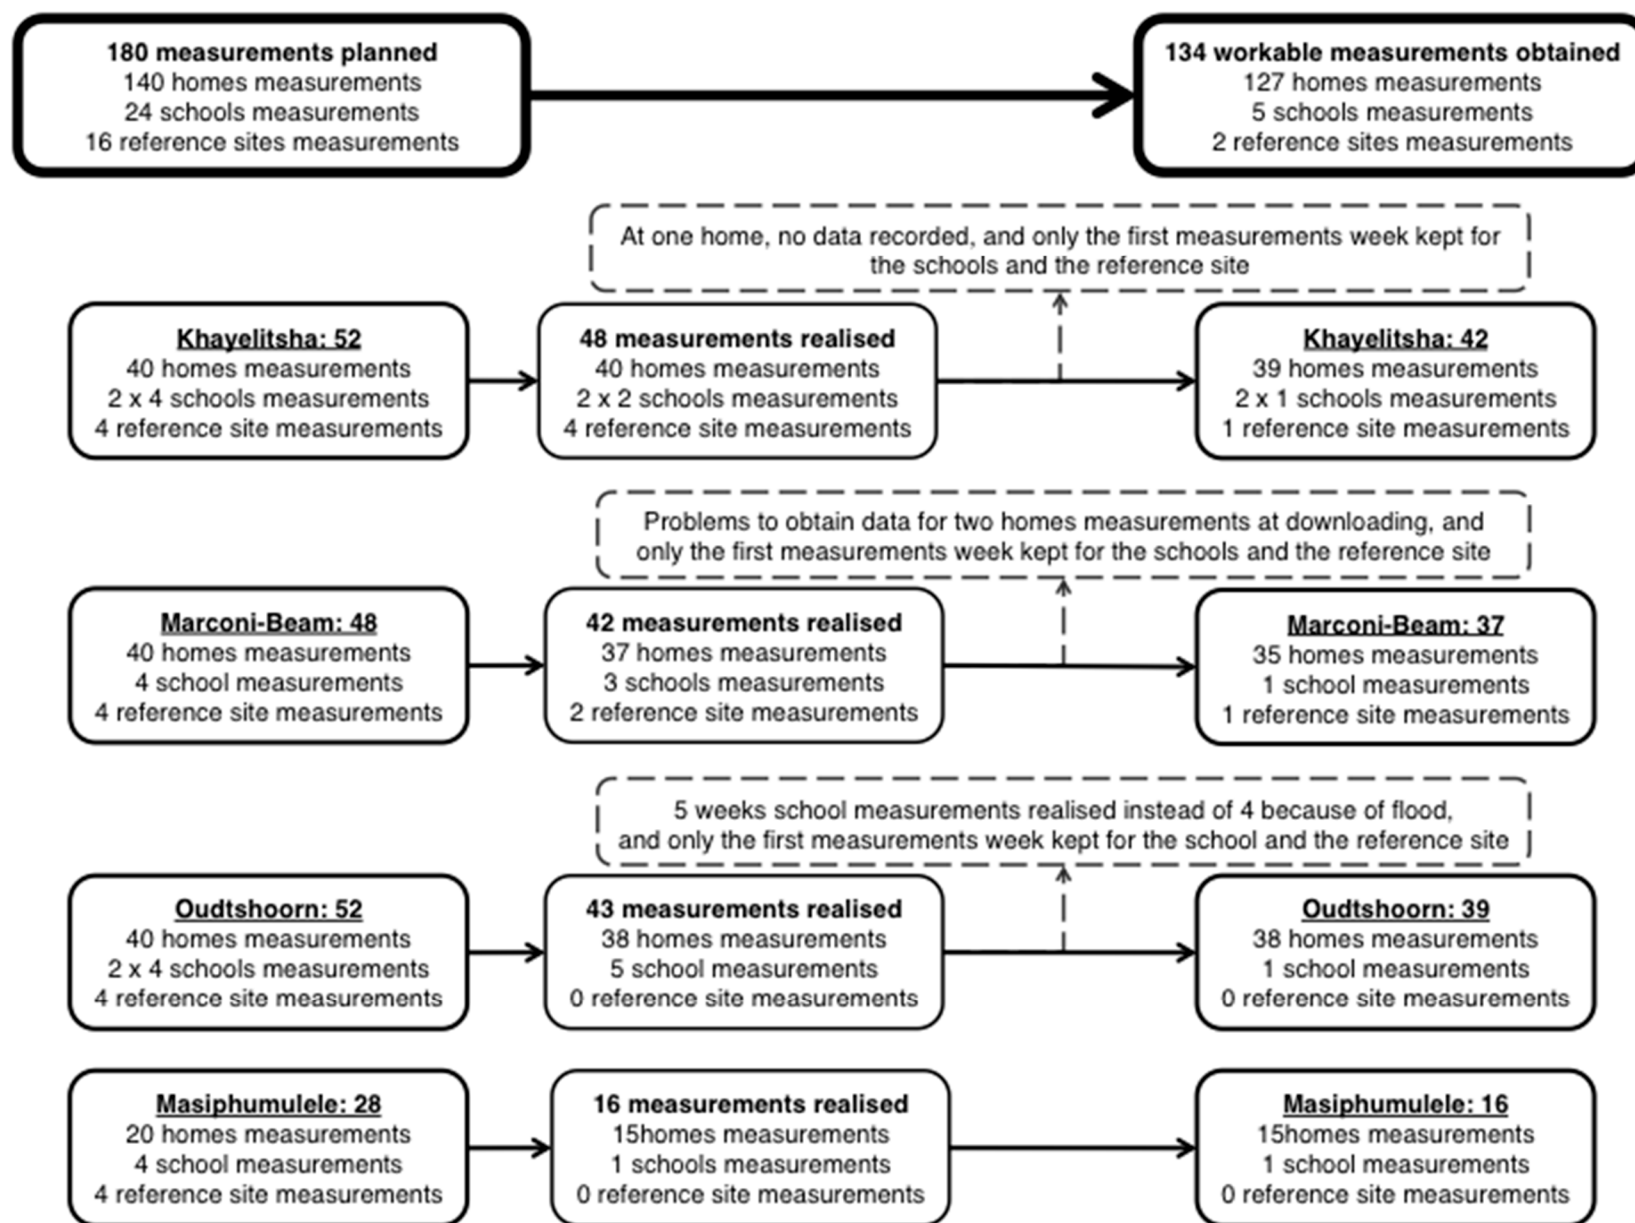 180 measurements planned
140 homes measurements
24 schools measurements
16 reference sites measurements
134 workable measurements obtained
127 homes measurements
5 schools measurements
2 reference sites measurements
At one home, no data recorded, and only the first measurements week kept for
the schools and the reference site
Khayelitsha: 52
40 homes measurements
2 x 4 schools measurements
4 reference site measurements
48 measurements realised
40 homes measurements
2 x 2 schools measurements
4 reference site measurements
Khayelitsha: 42
39 homes measurements
2 x 1 schools measurements
1 reference site measurements
Problems to obtain data for two homes measurements at downloading, and
only the first measurements week kept for the schools and the reference site
Marconi-Beam: 48
40 homes measurements
4 school measurements
4 reference site measurements
42 measurements realised
37 homes measurements
3 schools measurements
2 reference site measurements
Marconi-Beam: 37
35 homes measurements
1 school measurements
1 reference site measurements
5 weeks school measurements realised instead of 4 because of flood,
and only the first measurements week kept for the school and the reference site
Oudtshoorn: 52
40 homes measurements
2 x 4 schools measurements
4 reference site measurements
43 measurements realised
38 homes measurements
5 school measurements
0 reference site measurements
Oudtshoorn: 39
38 homes measurements
1 school measurements
0 reference site measurements
Masiphumulele: 28
20 homes measurements
4 school measurements
4 reference site measurements
16 measurements realised
15homes measurements
1 schools measurements
0 reference site measurements
Masiphumulele: 16
15homes measurements
1 school measurements
0 reference site measurements